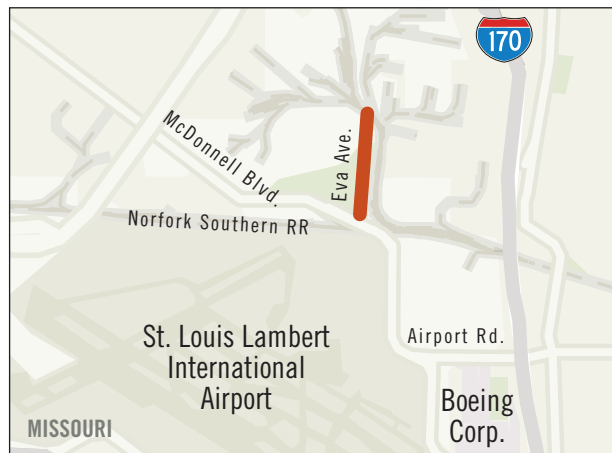 170
McDonnell Blvd.
Eva Ave.
Norfork Southern RR
St. Louis Lambert
International
Airport
Airport Rd.
Boeing
Corp.
MISSOURI